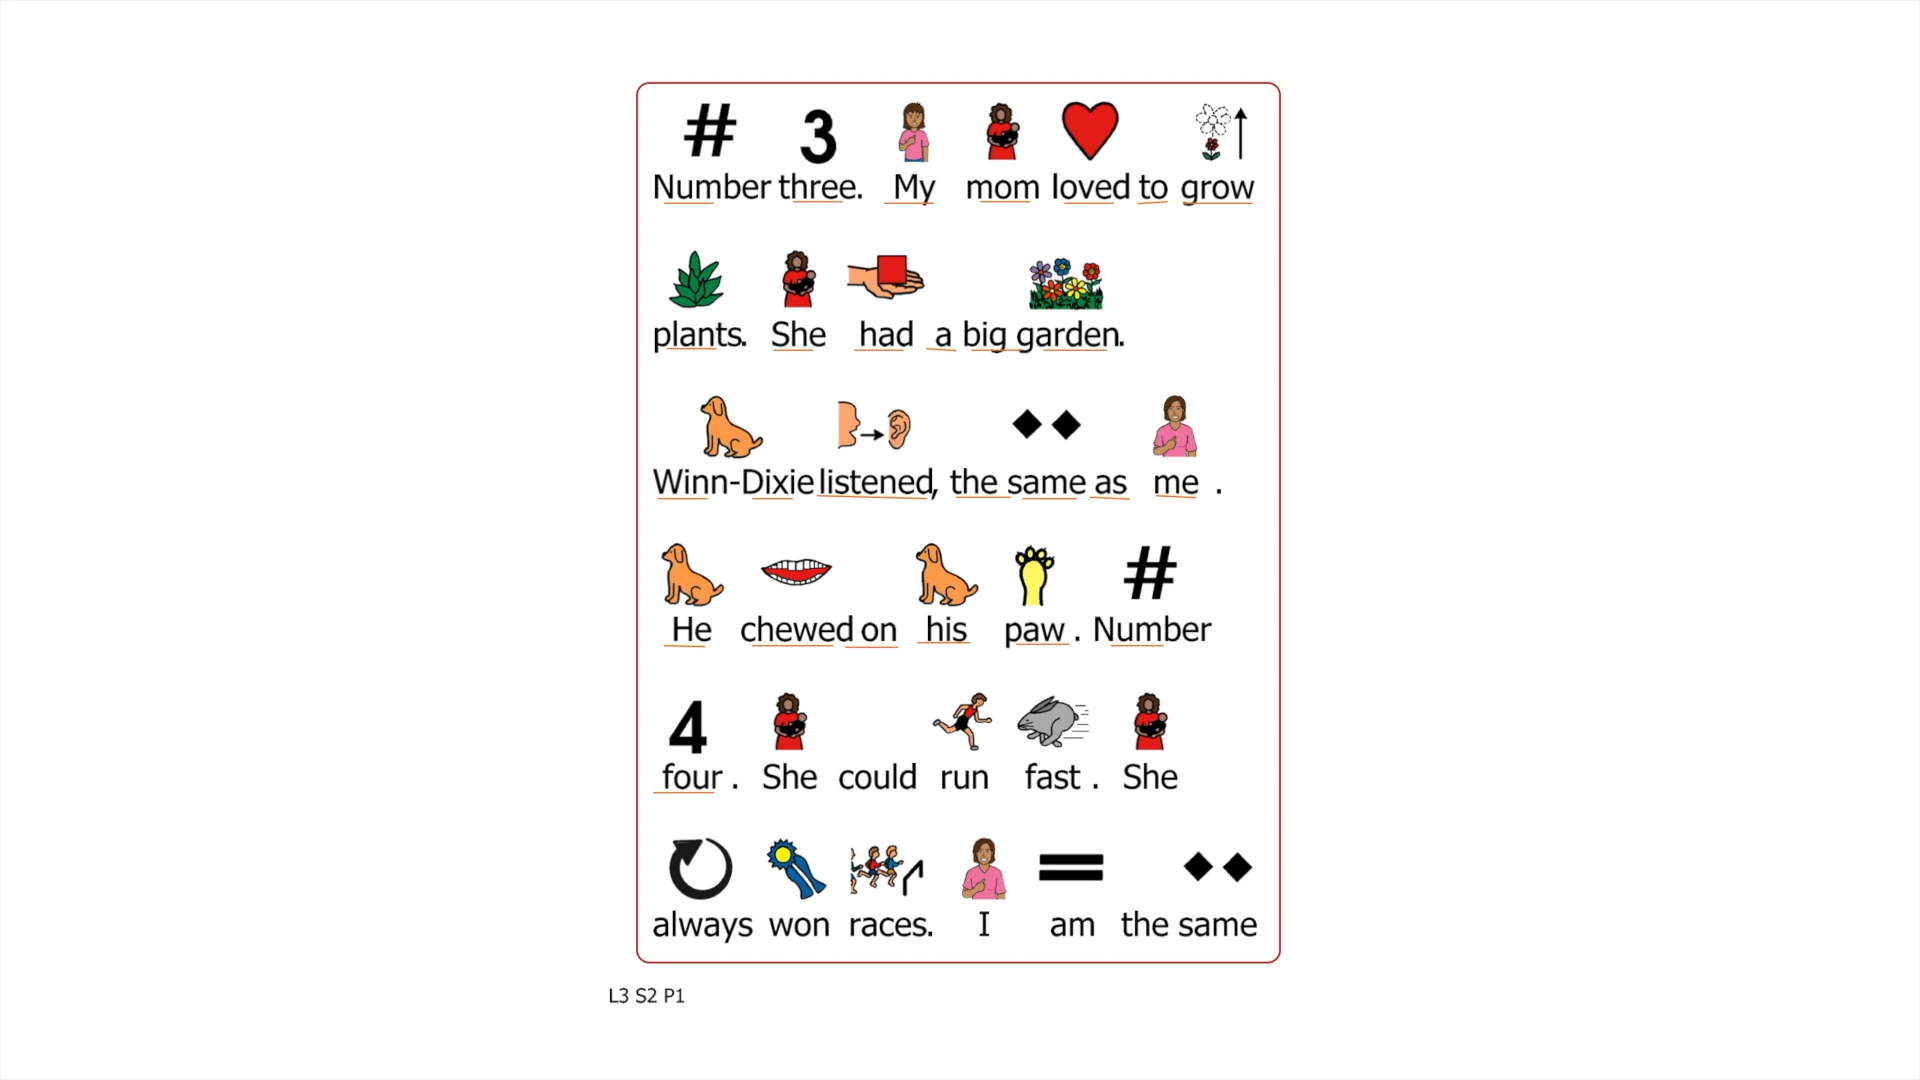 # 3
Number three. My mom loved to grow
plants. She had a big garden.
Winn-Dixie listened, the same as me .
#
He chewed on his paw . Number
4
four . She could run fast . She
always won races. I am the same
L3 S2 P1